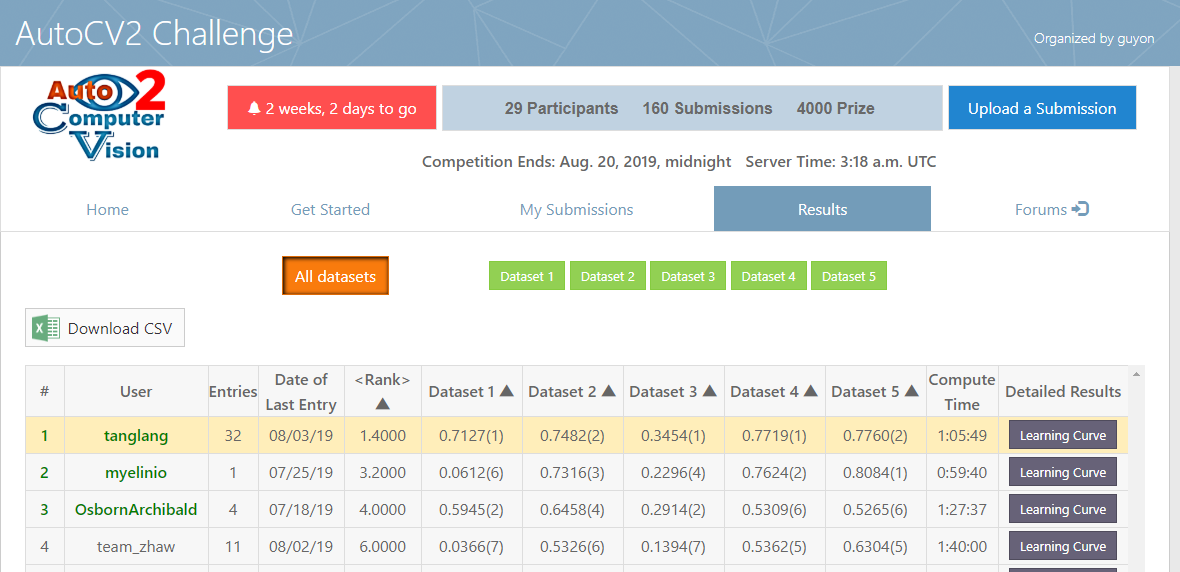 AutoCV2 Challenge
Organized by guyon
Auto 2
Computer
Vision
2 weeks, 2 days to go
29 Participants 160 Submissions 4000 Prize
Upload a Submission
Competition Ends: Aug. 20, 2019, midnight Server Time: 3:18 a.m. UTC
Home Get Started My Submissions Results Forums
All datasets Dataset 1 Dataset 2 Dataset 3 Dataset 4 Dataset 5
Download CSV
# User Entries Date of Last Entry <Rank> ▲ Dataset 1 ▲ Dataset 2 ▲ Dataset 3 ▲ Dataset 4 ▲ Dataset 5 ▲ Compute Time Detailed Results
1 tanglang 32 08/03/19 1.4000 0.7127(1) 0.7482(2) 0.3454(1) 0.7719(1) 0.7760(2) 1:05:49 Learning Curve
2 myelinio 1 07/25/19 3.2000 0.0612(6) 0.7316(3) 0.2296(4) 0.7624(2) 0.8084(1) 0:59:40 Learning Curve
3 OsbornArchibald 4 07/18/19 4.0000 0.5945(2) 0.6458(4) 0.2914(2) 0.5309(6) 0.5265(6) 1:27:37 Learning Curve
4 team_zhaw 11 08/02/19 6.0000 0.0366(7) 0.5326(6) 0.1394(7) 0.5362(5) 0.6304(5) 1:40:00 Learning Curve